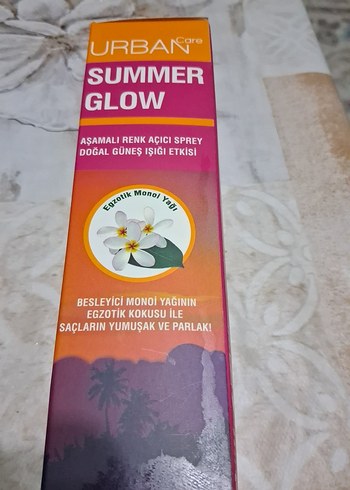 URBAN Care
SUMMER
GLOW
AŞAMALI RENK AÇICI SPREY
DOĞAL GÜNEŞ IŞIĞI ETKİSİ
Egzotik Monoi Yağı
BESLEYİCİ MONOİ YAĞININ
EGZOTİK KOKUSU İLE
SAÇLARIN YUMUŞAK VE PARLAK!